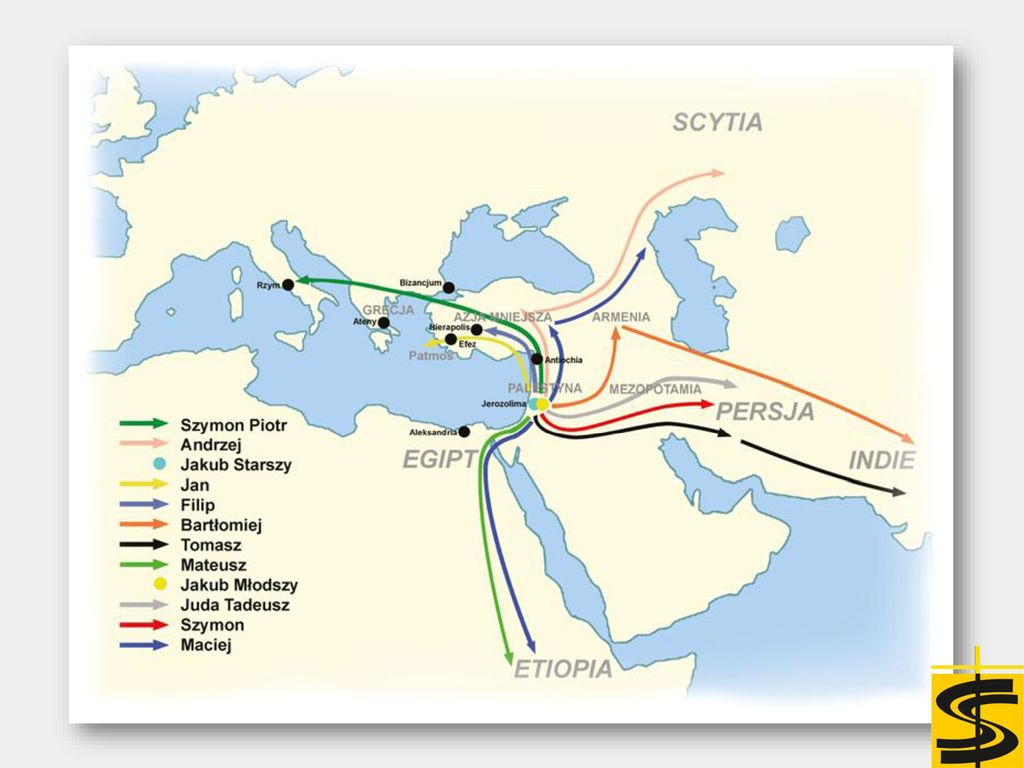 SCYTIA
Rzym
Bizancjum
GRECJA
Ateny
AZJA MNIEJSZA
ARMENIA
Hierapolis
Efez
Patmos
Antiochia
PALESTYNA
MEZOPOTAMIA
Jerozolima
PERSJA
Aleksandria
EGIPT
INDIE
ETIOPIA
Szymon Piotr
Andrzej
Jakub Starszy
Jan
Filip
Bartłomiej
Tomasz
Mateusz
Jakub Młodszy
Juda Tadeusz
Szymon
Maciej
S